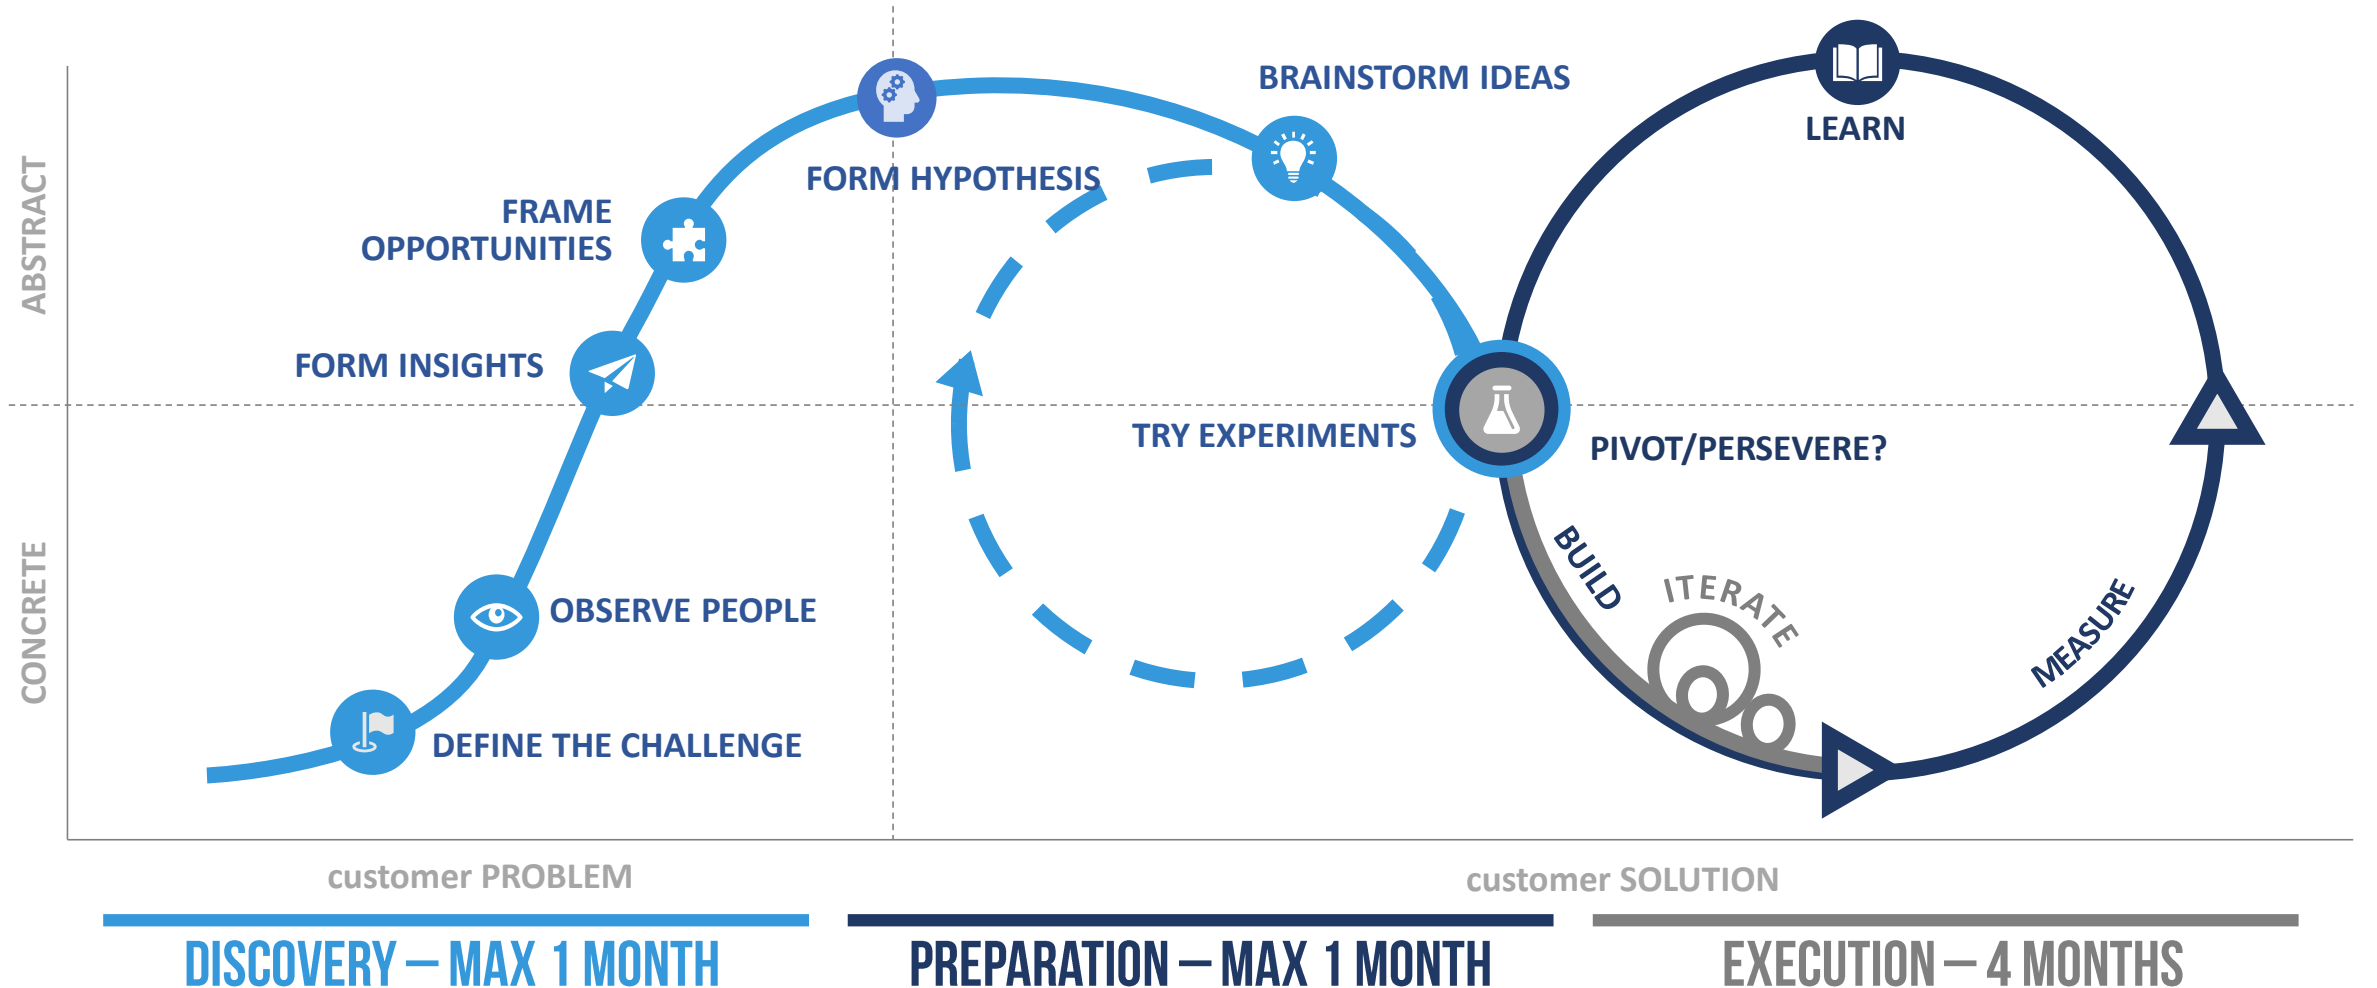 ABSTRACT
CONCRETE
BRAINSTORM IDEAS
LEARN
FORM HYPOTHESIS
FRAME
OPPORTUNITIES
FORM INSIGHTS
TRY EXPERIMENTS
PIVOT/PERSEVERE?
BUILD
ITERATE
MEASURE
OBSERVE PEOPLE
DEFINE THE CHALLENGE
customer PROBLEM
customer SOLUTION
DISCOVERY – MAX 1 MONTH
PREPARATION – MAX 1 MONTH
EXECUTION – 4 MONTHS